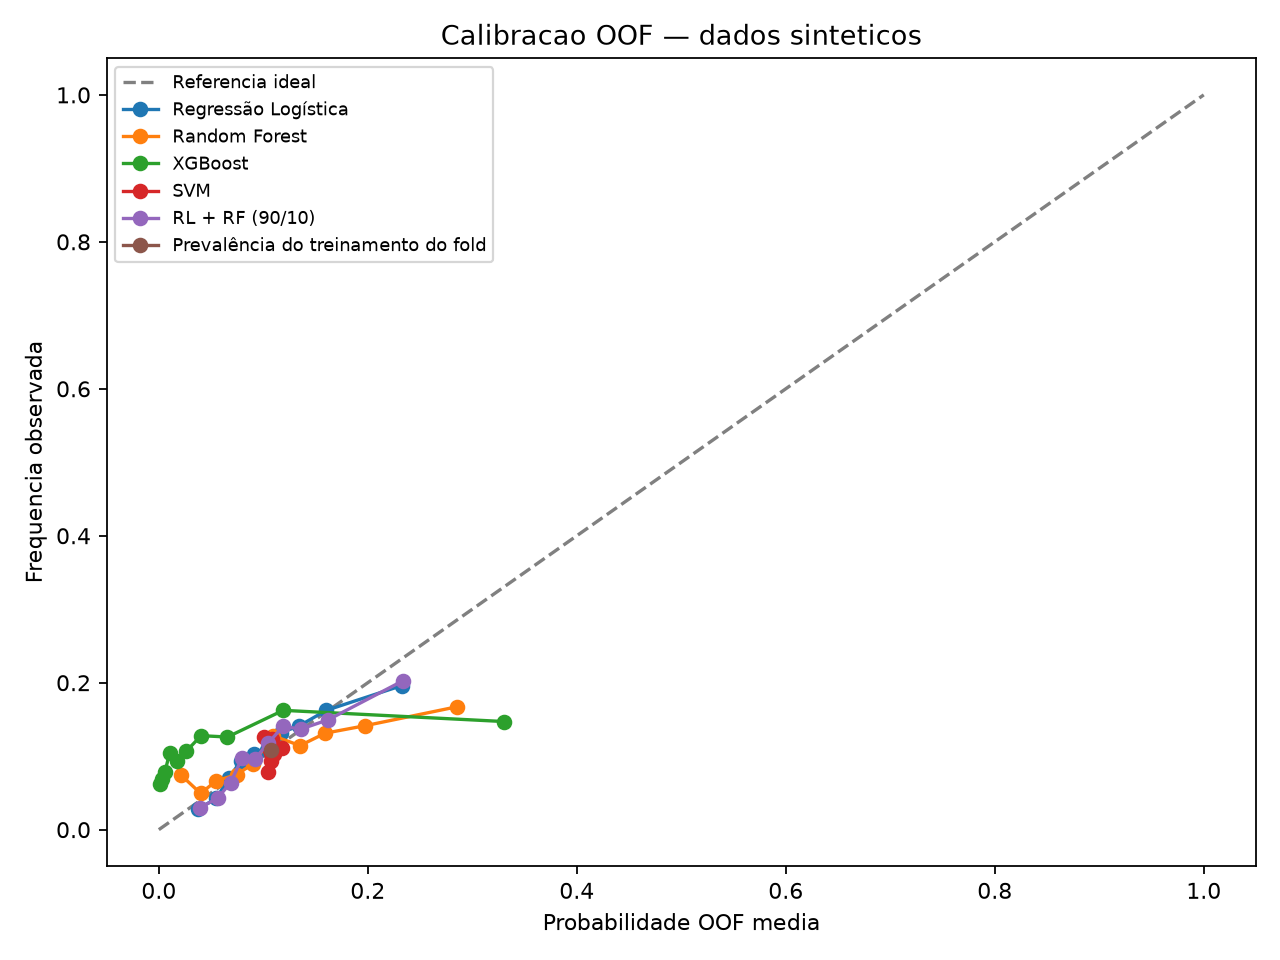 Calibracao OOF — dados sinteticos
Referencia ideal
Regressão Logística
Random Forest
XGBoost
SVM
RL + RF (90/10)
Prevalência do treinamento do fold
Frequencia observada
1.0
0.8
0.6
0.4
0.2
0.0
0.0 0.2 0.4 0.6 0.8 1.0
Probabilidade OOF media